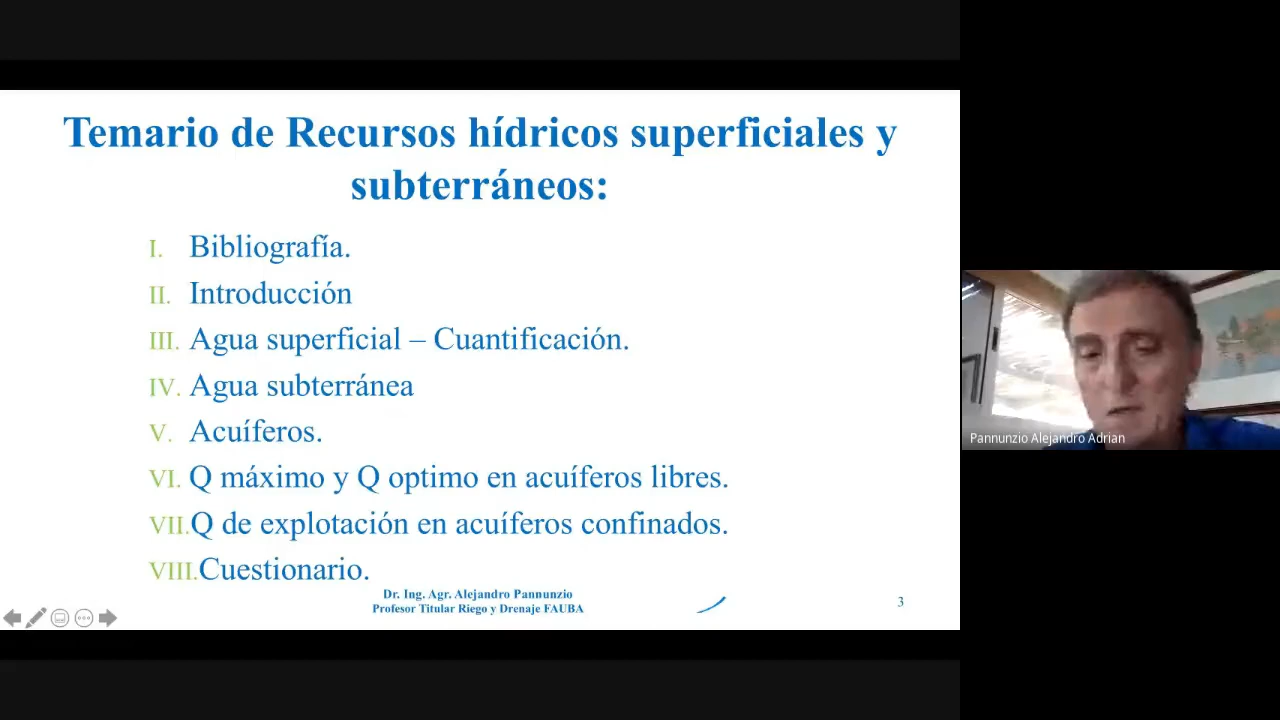 Temario de Recursos hídricos superficiales y
subterráneos:
I. Bibliografía.
II. Introducción
III. Agua superficial – Cuantificación.
IV. Agua subterránea
V. Acuíferos.
VI. Q máximo y Q optimo en acuíferos libres.
VII. Q de explotación en acuíferos confinados.
VIII. Cuestionario.
Dr. Ing. Agr. Alejandro Pannunzio
Profesor Titular Riego y Drenaje FAUBA
3
Pannunzio Alejandro Adrian